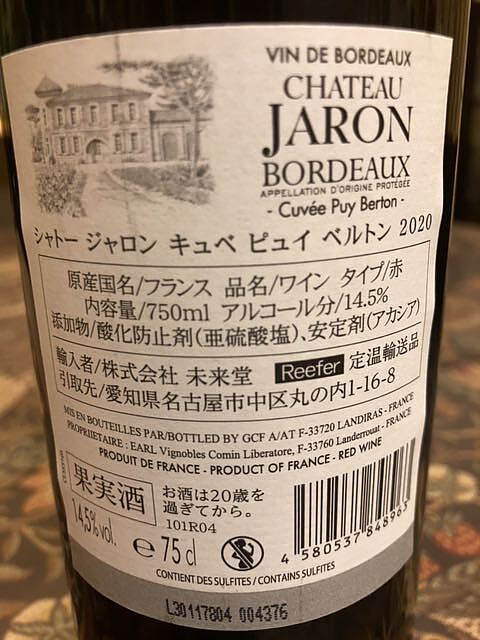 VIN DE BORDEAUX
CHATEAU
JARON
BORDEAUX
APPELLATION D'ORIGINE PROTÉGÉE
- Cuvée Puy Berton -
シャトー ジャロン キュベ ピュイ ベルトン 2020
原産国名/フランス 品名/ワイン タイプ/赤
内容量/750ml アルコール分/14.5%
添加物/酸化防止剤(亜硫酸塩)、安定剤(アカシア)
輸入者/株式会社 未来堂 Reefer 定温輸送品
引取先/愛知県名古屋市中区丸の内1-16-8
MIS EN BOUTEILLES PAR/BOTTLED BY GCF A/AT F-33720 LANDIRAS - FRANCE
PROPRIIETAIRE : EARL Vignobles Comin Liberatore, F-33760 Landerrouat - FRANCE
PRODUIT DE FRANCE - PRODUCT OF FRANCE - RED WINE
果実酒
お酒は20歳を
過ぎてから。
101R04
14,5% vol.
e 75 cl
4 580537 848963
CONTIENT DES SULFITES / CONTAINS SULFITES
L30117804 004376